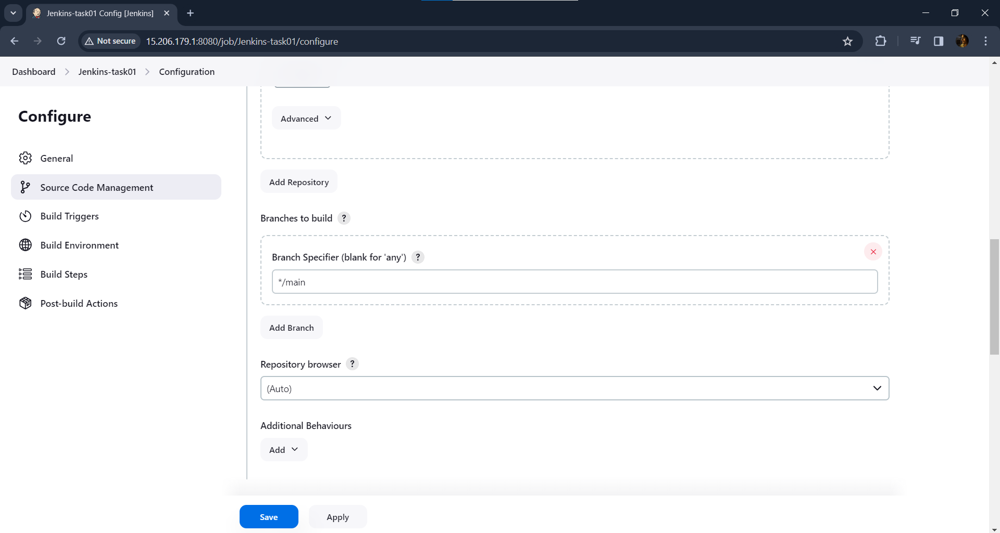 Jenkins-task01 Config [Jenkins]
Not secure
15.206.179.1:8080/job/Jenkins-task01/configure
Dashboard
Jenkins-task01
Configuration
Configure
General
Source Code Management
Build Triggers
Build Environment
Build Steps
Post-build Actions
Advanced
Add Repository
Branches to build ?
Branch Specifier (blank for 'any') ?
*/main
Add Branch
Repository browser ?
(Auto)
Additional Behaviours
Add
Save
Apply